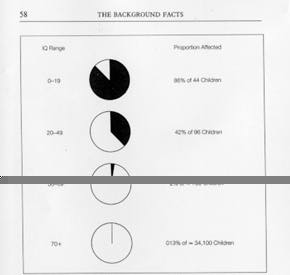 58 THE BACKGROUND FACTS
IQ Range Proportion Affected
0–19 86% of 44 Children
20–49 42% of 96 Children
Children
70+ 013% of = 34,100 Children